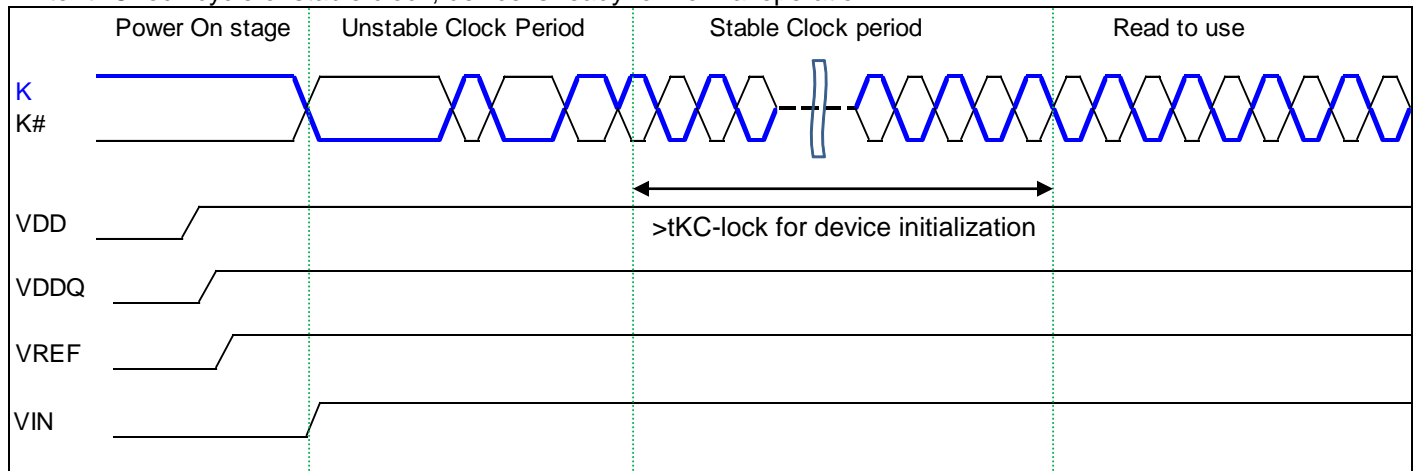 Power On stage Unstable Clock Period Stable Clock period Read to use
K
K#
VDD
>tKC-lock for device initialization
VDDQ
VREF
VIN